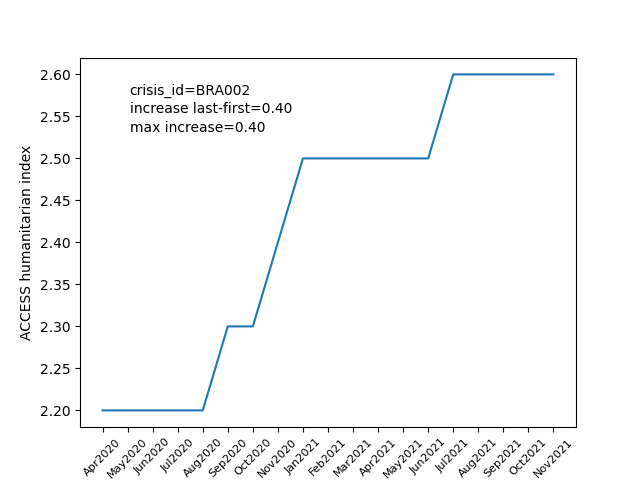 crisis_id=BRA002
increase last-first=0.40
max increase=0.40
ACCESS humanitarian index
2.60
2.55
2.50
2.45
2.40
2.35
2.30
2.25
2.20
Apr2020
May2020
Jun2020
Jul2020
Aug2020
Sep2020
Oct2020
Nov2020
Jan2021
Feb2021
Mar2021
Apr2021
May2021
Jun2021
Jul2021
Aug2021
Sep2021
Oct2021
Nov2021